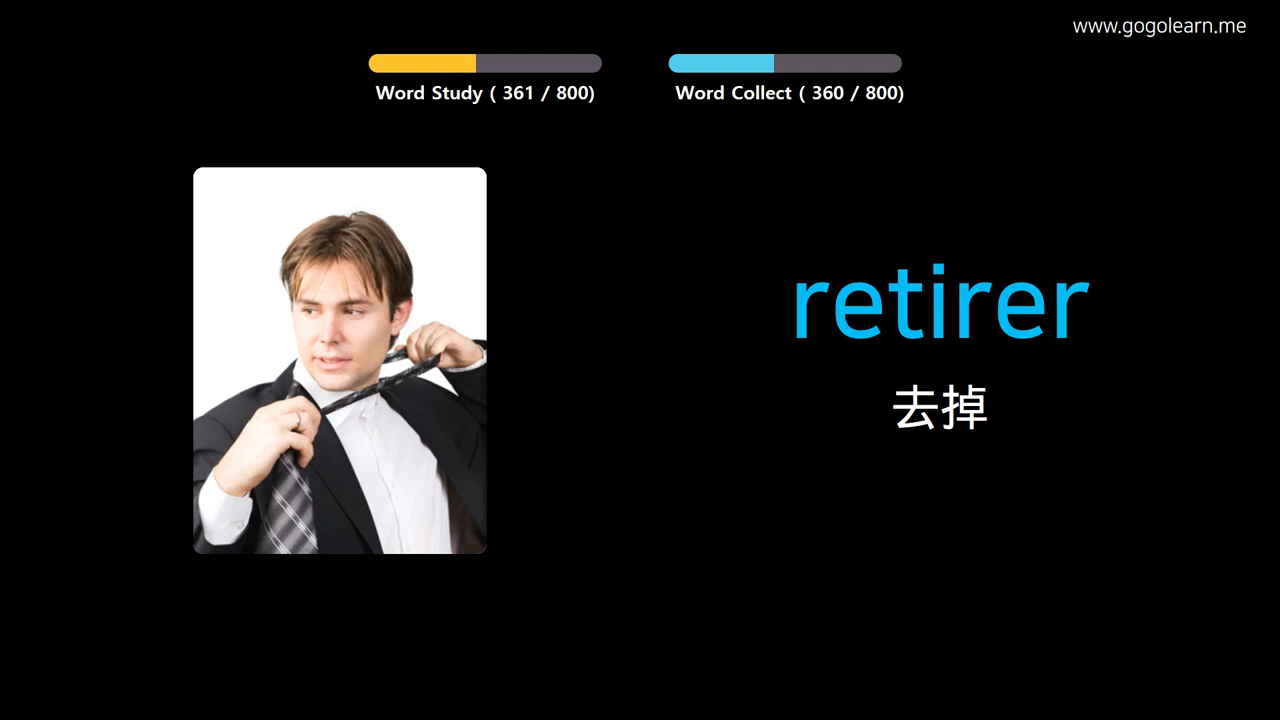 www.gogolearn.me
Word Study ( 361 / 800)
Word Collect ( 360 / 800)
retirer
去掉